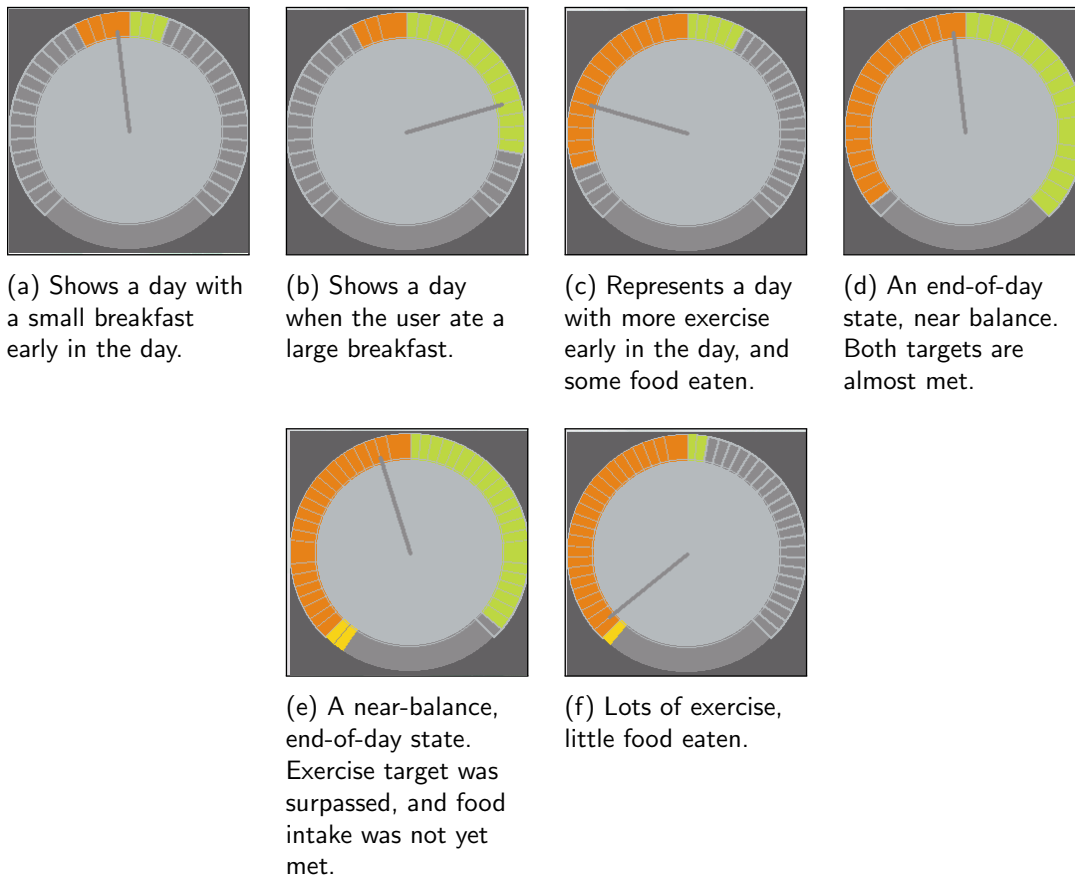 (a) Shows a day with
a small breakfast
early in the day.
(b) Shows a day
when the user ate a
large breakfast.
(c) Represents a day
with more exercise
early in the day, and
some food eaten.
(d) An end-of-day
state, near balance.
Both targets are
almost met.
(e) A near-balance,
end-of-day state.
Exercise target was
surpassed, and food
intake was not yet
met.
(f) Lots of exercise,
little food eaten.